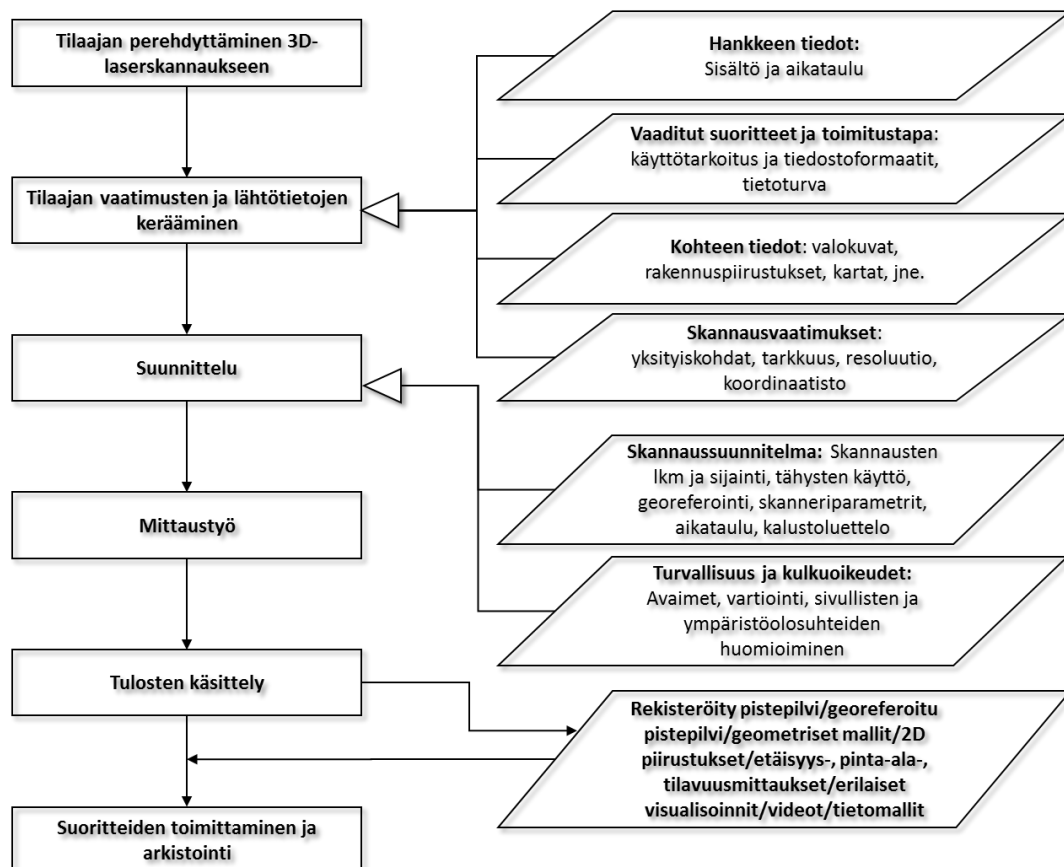 Tilaajan perehdyttäminen 3D-
laserskannaukseen
Hankkeen tiedot:
Sisältö ja aikataulu
Vaaditut suoritteet ja toimitustapa:
käyttötarkoitus ja tiedostoformaatit,
tietoturva
Tilaajan vaatimusten ja lähtötietojen
kerääminen
Kohteen tiedot: valokuvat,
rakennuspiirustukset, kartat, jne.
Skannausvaatimukset:
yksityiskohdat, tarkkuus, resoluutio,
koordinaatisto
Suunnittelu
Skannaussuunnitelma: Skannausten
lkm ja sijainti, tähysten käyttö,
georeferointi, skanneriparametrit,
aikataulu, kalustoluettelo
Mittaustyö
Turvallisuus ja kulkuoikeudet:
Avaimet, vartiointi, sivullisten ja
ympäristöolosuhteiden
huomioiminen
Tulosten käsittely
Rekisteröity pistepilvi/georeferoitu
pistepilvi/geometriset mallit/2D
piirustukset/etäisyys-, pinta-ala-,
tilavuusmittaukset/erilaiset
visualisoinnit/videot/tietomallit
Suoritteiden toimittaminen ja
arkistointi